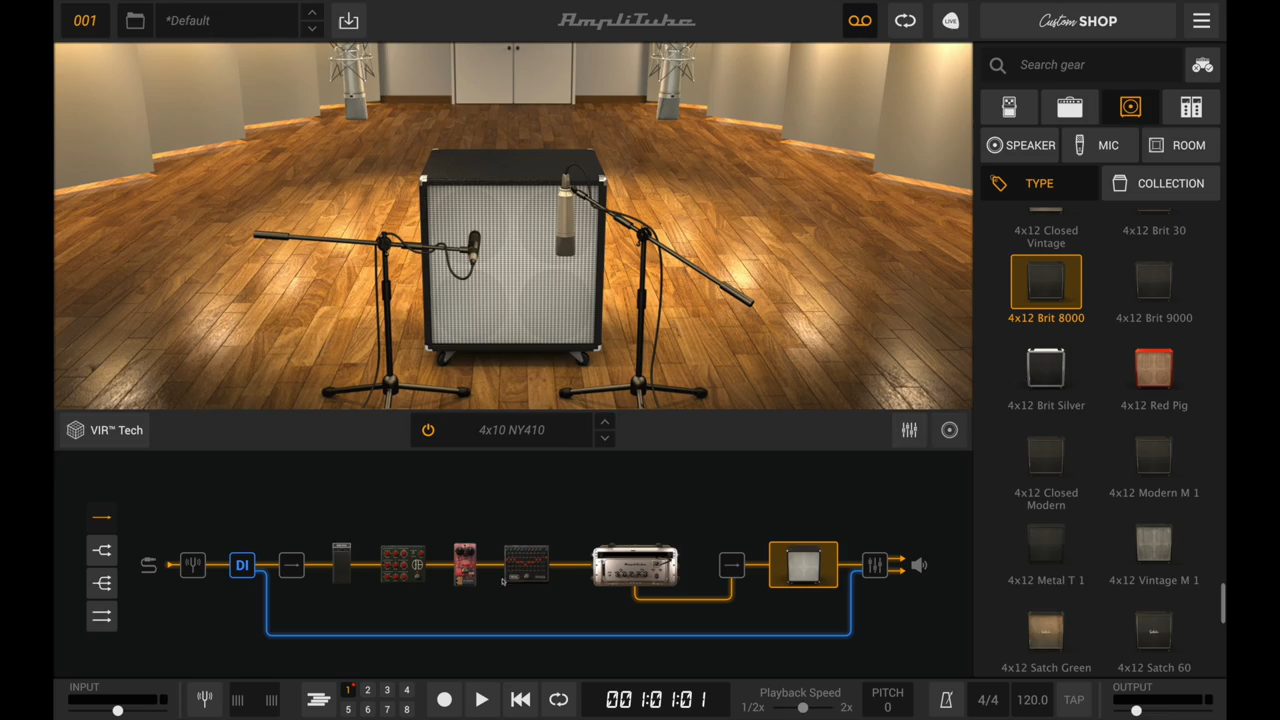 001
*Default
AmpliTube
LIVE
Custom SHOP
Search gear
SPEAKER
MIC
ROOM
TYPE
COLLECTION
4x12 Closed
Vintage
4x12 Brit 30
4x12 Brit 8000
4x12 Brit 9000
4x12 Brit Silver
4x12 Red Pig
4x12 Closed
Modern
4x12 Modern M 1
4x12 Metal T 1
4x12 Vintage M 1
4x12 Satch Green
4x12 Satch 60
VIR™ Tech
4x10 NY410
DI
INPUT
1 2 3 4
5 6 7 8
001:01:01
Playback Speed
1/2x
2x
PITCH
0
4/4
120.0
TAP
OUTPUT